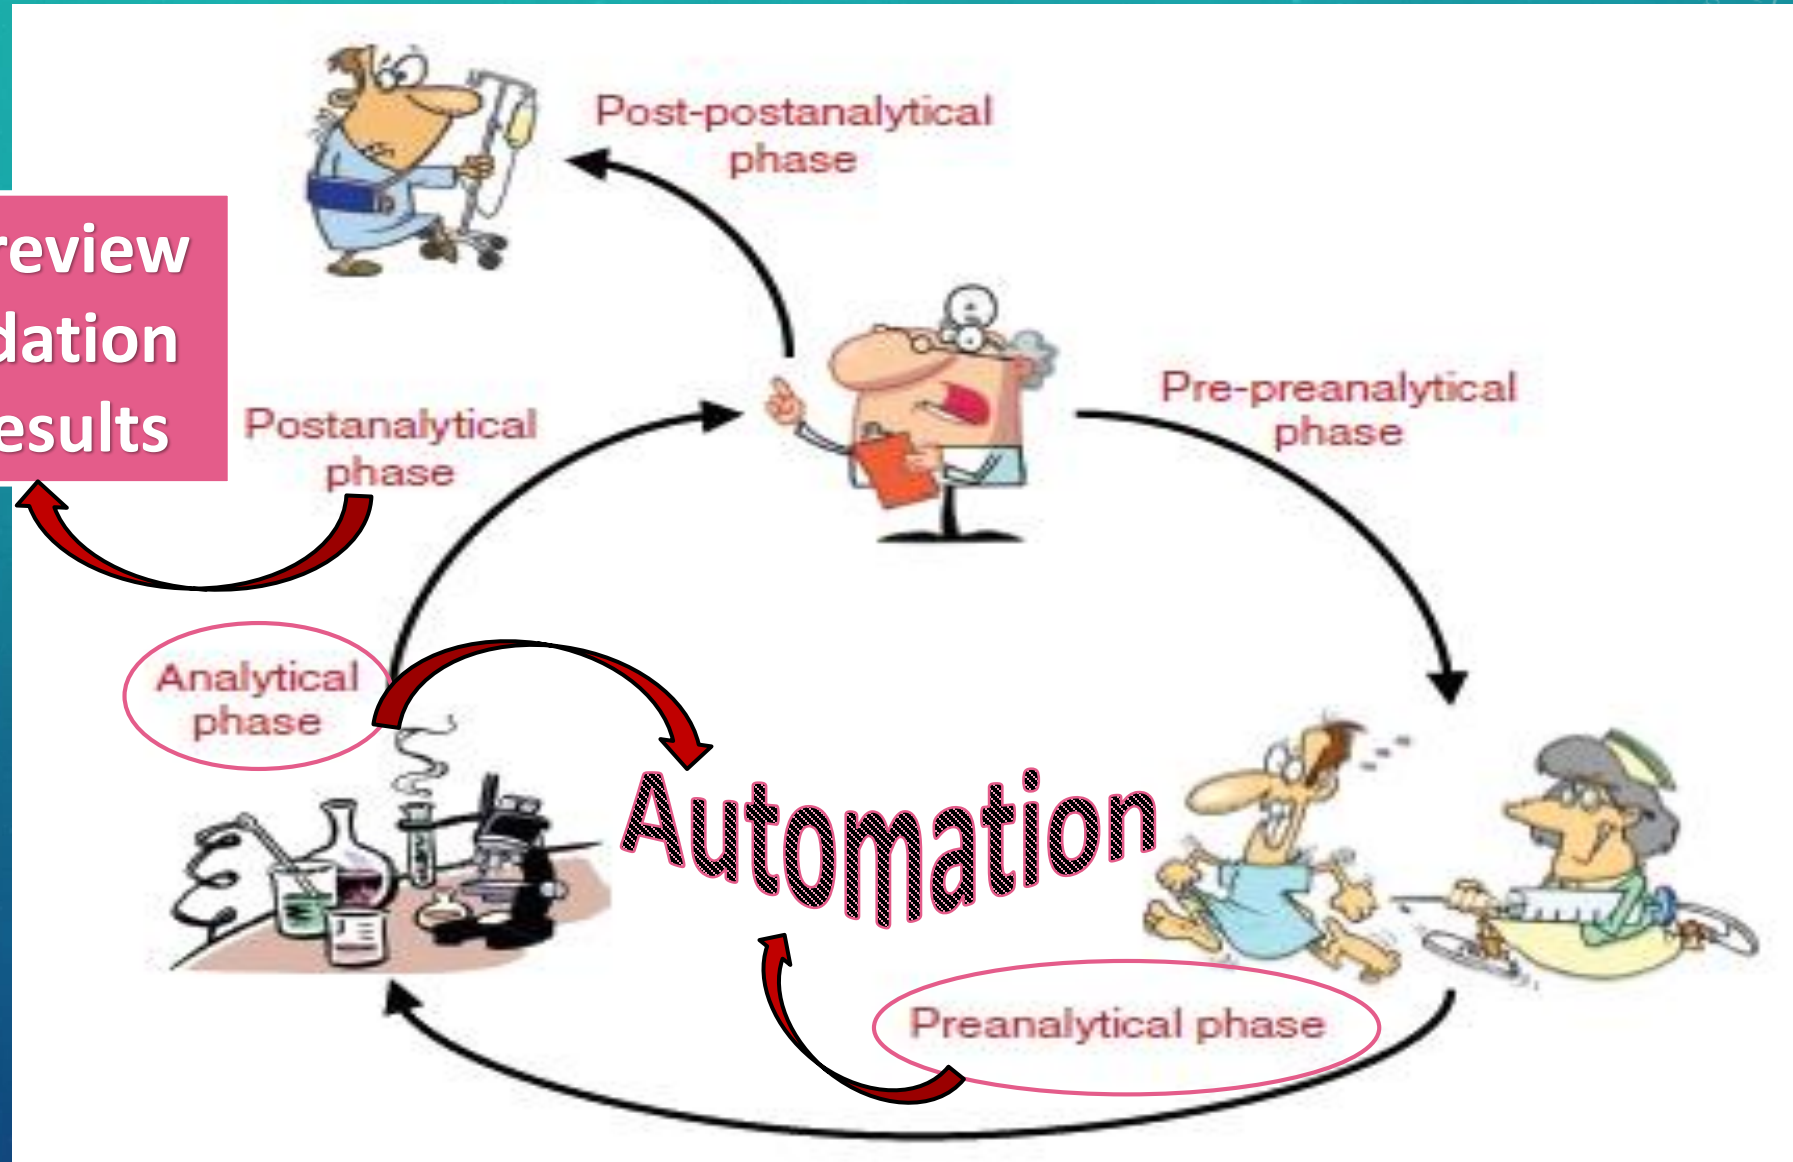 Post-postanalytical
phase
review
dation
esults
Postanalytical
phase
Pre-preanalytical
phase
Analytical
phase
Automation
Preanalytical phase